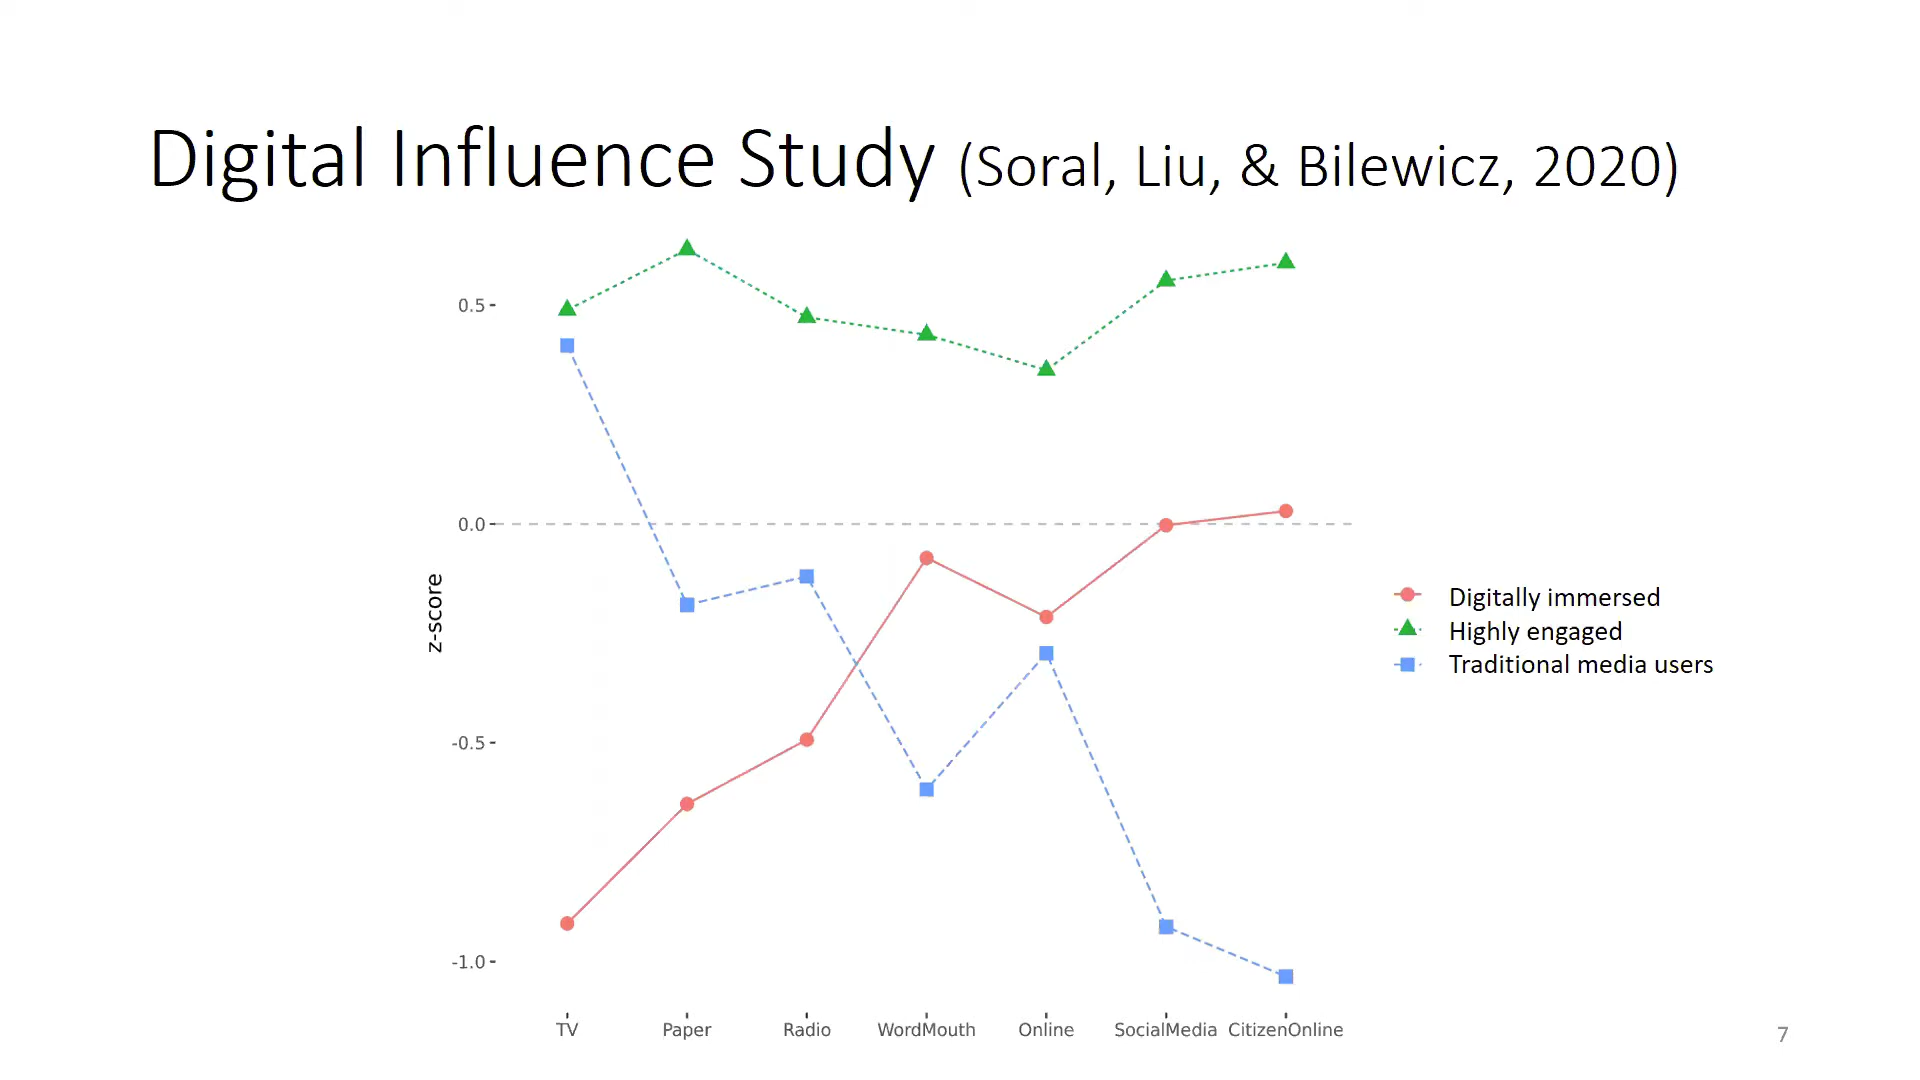 Digital Influence Study (Soral, Liu, & Bilewicz, 2020)
0.5
0.0
-0.5
-1.0
z-score
TV Paper Radio WordMouth Online SocialMedia CitizenOnline
Digitally immersed
Highly engaged
Traditional media users
7